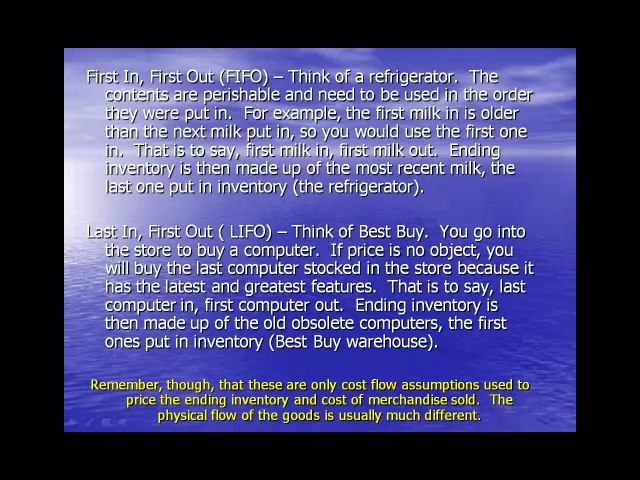 First In, First Out (FIFO) – Think of a refrigerator.  The
contents are perishable and need to be used in the order
they were put in.  For example, the first milk in is older
than the next milk put in, so you would use the first one
in.  That is to say, first milk in, first milk out.  Ending
inventory is then made up of the most recent milk, the
last one put in inventory (the refrigerator).
Last In, First Out ( LIFO) – Think of Best Buy.  You go into
the store to buy a computer.  If price is no object, you
will buy the last computer stocked in the store because it
has the latest and greatest features.  That is to say, last
computer in, first computer out.  Ending inventory is
then made up of the old obsolete computers, the first
ones put in inventory (Best Buy warehouse).
Remember, though, that these are only cost flow assumptions used to
price the ending inventory and cost of merchandise sold.  The
physical flow of the goods is usually much different.